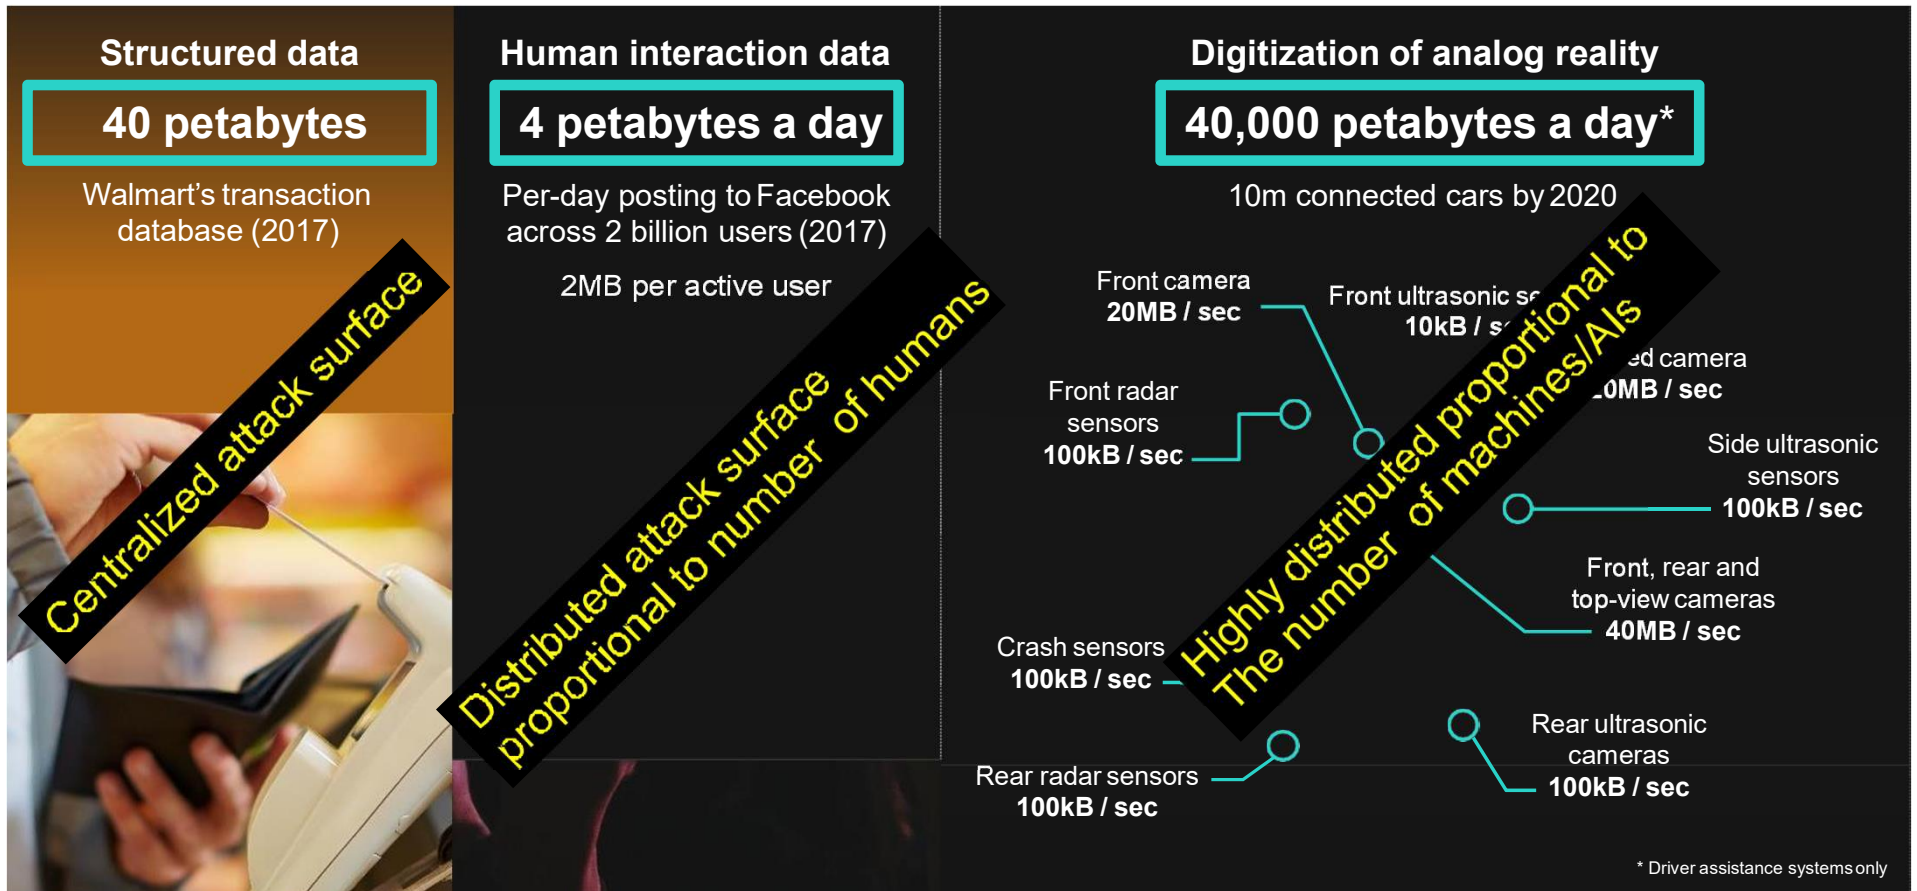 Structured data
40 petabytes
Walmart's transaction
database (2017)
Centralized attack surface
Human interaction data
4 petabytes a day
Per-day posting to Facebook
across 2 billion users (2017)
2MB per active user
Distributed attack surface
proportional to number of humans
Digitization of analog reality
40,000 petabytes a day*
10m connected cars by 2020
Front camera
20MB / sec
Front ultrasonic
10kB /
camera
Front radar
sensors
100kB / sec
Side ultrasonic
sensors
100kB / sec
Front, rear and
top-view cameras
40MB / sec
Crash sensors
100kB / sec
Rear ultrasonic
cameras
100kB / sec
Rear radar sensors
100kB / sec
Highly distributed proportional to
The number of machines/AIs
* Driver assistance systems only